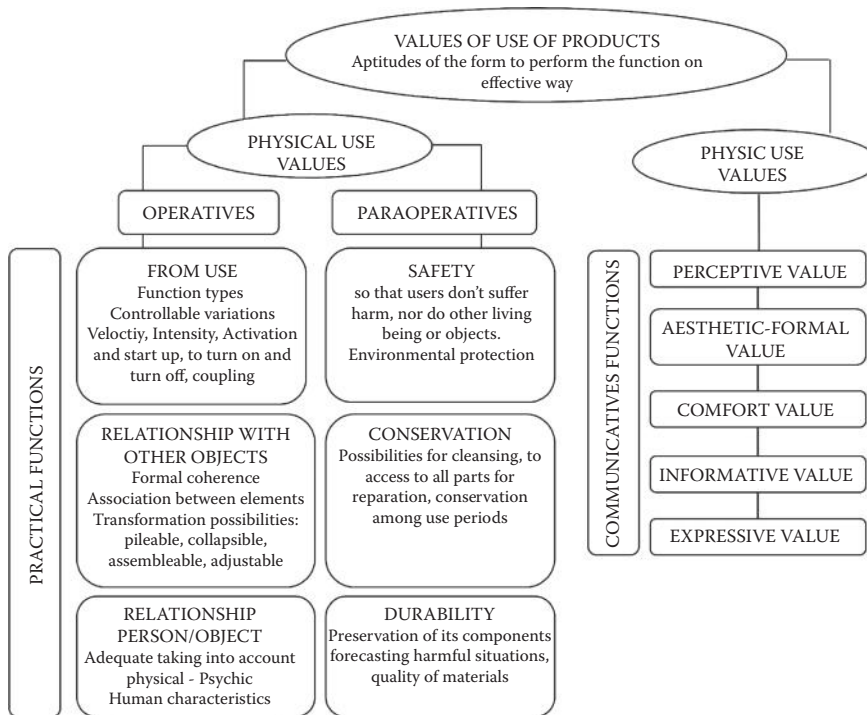 VALUES OF USE OF PRODUCTS
Aptitudes of the form to perform the function on
effective way
PHYSICAL USE
VALUES
PHYSIC USE
VALUES
OPERATIVES
PARAOPERATIVES
PRACTICAL FUNCTIONS
FROM USE
Function types
Controllable variations
Veloctiy, Intensity, Activation
and start up, to turn on and
turn off, coupling
SAFETY
so that users don't suffer
harm, nor do other living
being or objects.
Environmental protection
RELATIONSHIP WITH
OTHER OBJECTS
Formal coherence
Association between elements
Transformation possibilities:
pileable, collapsible,
assembleable, adjustable
CONSERVATION
Possibilities for cleansing, to
access to all parts for
reparation, conservation
among use periods
RELATIONSHIP
PERSON/OBJECT
Adequate taking into account
physical - Psychic
Human characteristics
DURABILITY
Preservation of its components
forecasting harmful situations,
quality of materials
COMMUNICATIVES FUNCTIONS
PERCEPTIVE VALUE
AESTHETIC-FORMAL
VALUE
COMFORT VALUE
INFORMATIVE VALUE
EXPRESSIVE VALUE